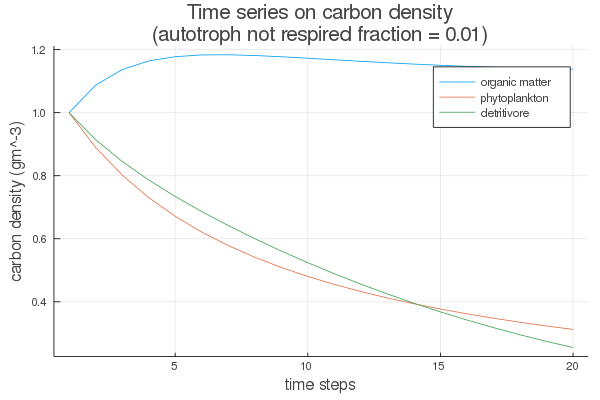 Time series on carbon density
(autotroph not respired fraction = 0.01)
carbon density (gm^-3)
1.2
1.0
0.8
0.6
0.4
organic matter
phytoplankton
detritivore
5
10
15
20
time steps